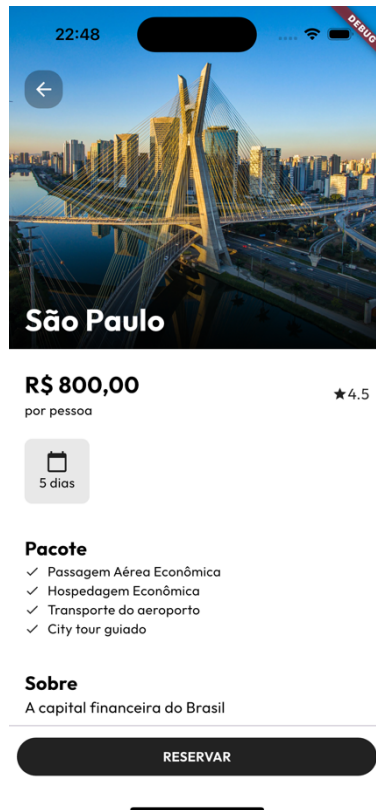 22:48
DEBUG
São Paulo
R$ 800,00
por pessoa
★4.5
5 dias
Pacote
✓ Passagem Aérea Econômica
✓ Hospedagem Econômica
✓ Transporte do aeroporto
✓ City tour guiado
Sobre
A capital financeira do Brasil
RESERVAR